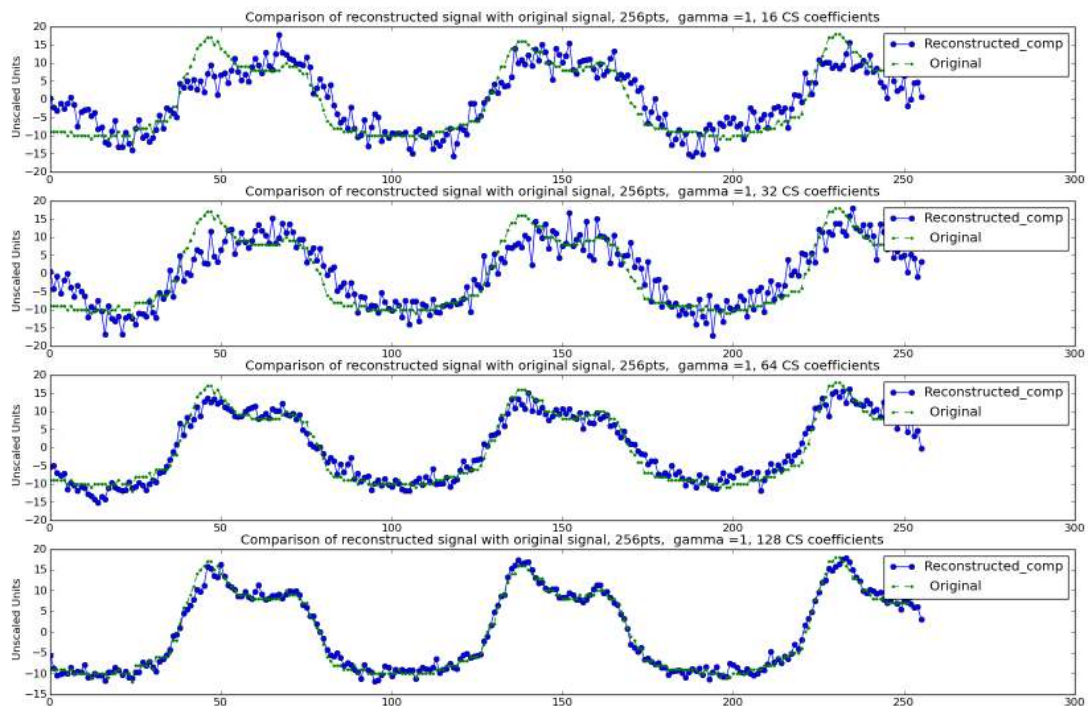 Comparison of reconstructed signal with original signal, 256pts,  gamma =1, 16 CS coefficients
Unscaled Units
20
15
10
5
0
−5
−10
−15
−20
Reconstructed_comp
Original
0 50 100 150 200 250 300
Comparison of reconstructed signal with original signal, 256pts,  gamma =1, 32 CS coefficients
Unscaled Units
20
15
10
5
0
−5
−10
−15
−20
Reconstructed_comp
Original
0 50 100 150 200 250 300
Comparison of reconstructed signal with original signal, 256pts,  gamma =1, 64 CS coefficients
Unscaled Units
20
15
10
5
0
−5
−10
−15
−20
Reconstructed_comp
Original
0 50 100 150 200 250 300
Comparison of reconstructed signal with original signal, 256pts,  gamma =1, 128 CS coefficients
Unscaled Units
20
15
10
5
0
−5
−10
−15
Reconstructed_comp
Original
0 50 100 150 200 250 300